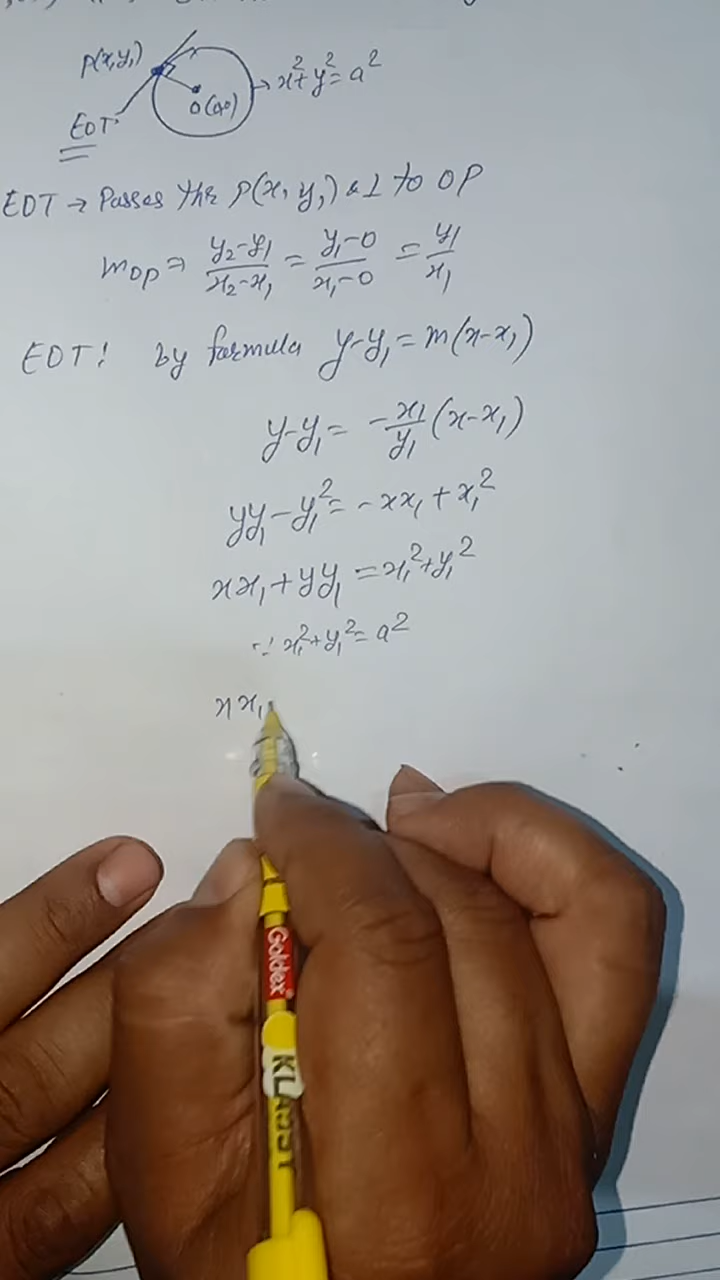 P(x₁y₁)
x²+y²=a²
O(0,0)
EOT
EOT → Passes thr P(x₁ y₁) & ⊥ to OP
mOP = (y₂-y₁)/(x₂-x₁) = (y₁-0)/(x₁-0) = y₁/x₁
EOT! by formula y-y₁=m(x-x₁)
y-y₁= -x₁/y₁(x-x₁)
yy₁-y₁²=-xx₁+x₁²
xx₁+yy₁=x₁²+y₁²
∵ x₁²+y₁²=a²
xx₁
Goldex
KLASSY